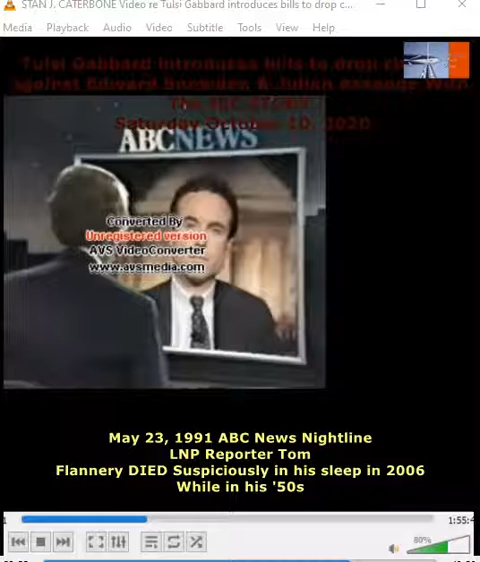 STAN J. CATERBONE Video re Tulsi Gabbard introduces bills to drop c...
Media Playback Audio Video Subtitle Tools View Help
Tulsi Gabbard introduces bills to drop
against Edward Snowden & Julian Assange With
The
Saturday October 10, 2020
ABCNEWS
Converted By
Unregistered version
AVS VideoConverter
www.avsmedia.com
May 23, 1991 ABC News Nightline
LNP Reporter Tom
Flannery DIED Suspiciously in his sleep in 2006
While in his '50s
1:55:4
80%